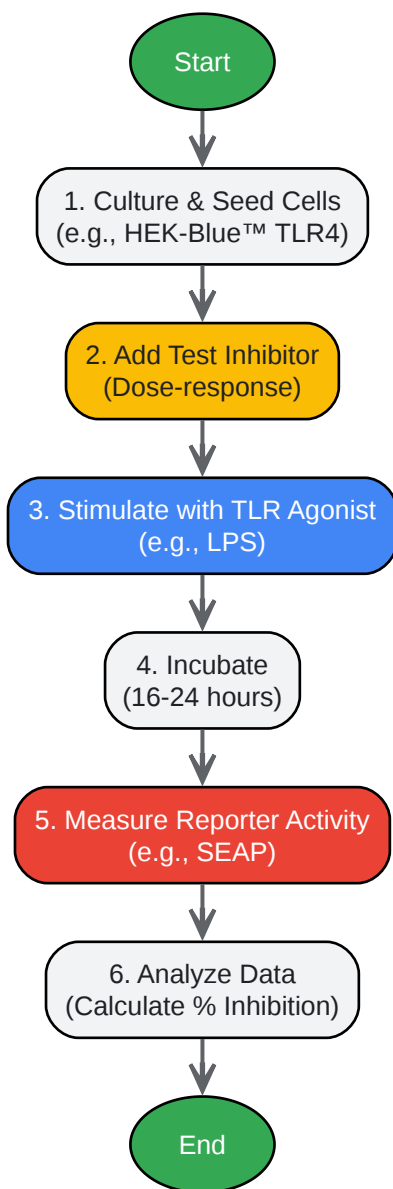 Start
1. Culture & Seed Cells
(e.g., HEK-Blue™ TLR4)
2. Add Test Inhibitor
(Dose-response)
3. Stimulate with TLR Agonist
(e.g., LPS)
4. Incubate
(16-24 hours)
5. Measure Reporter Activity
(e.g., SEAP)
6. Analyze Data
(Calculate % Inhibition)
End